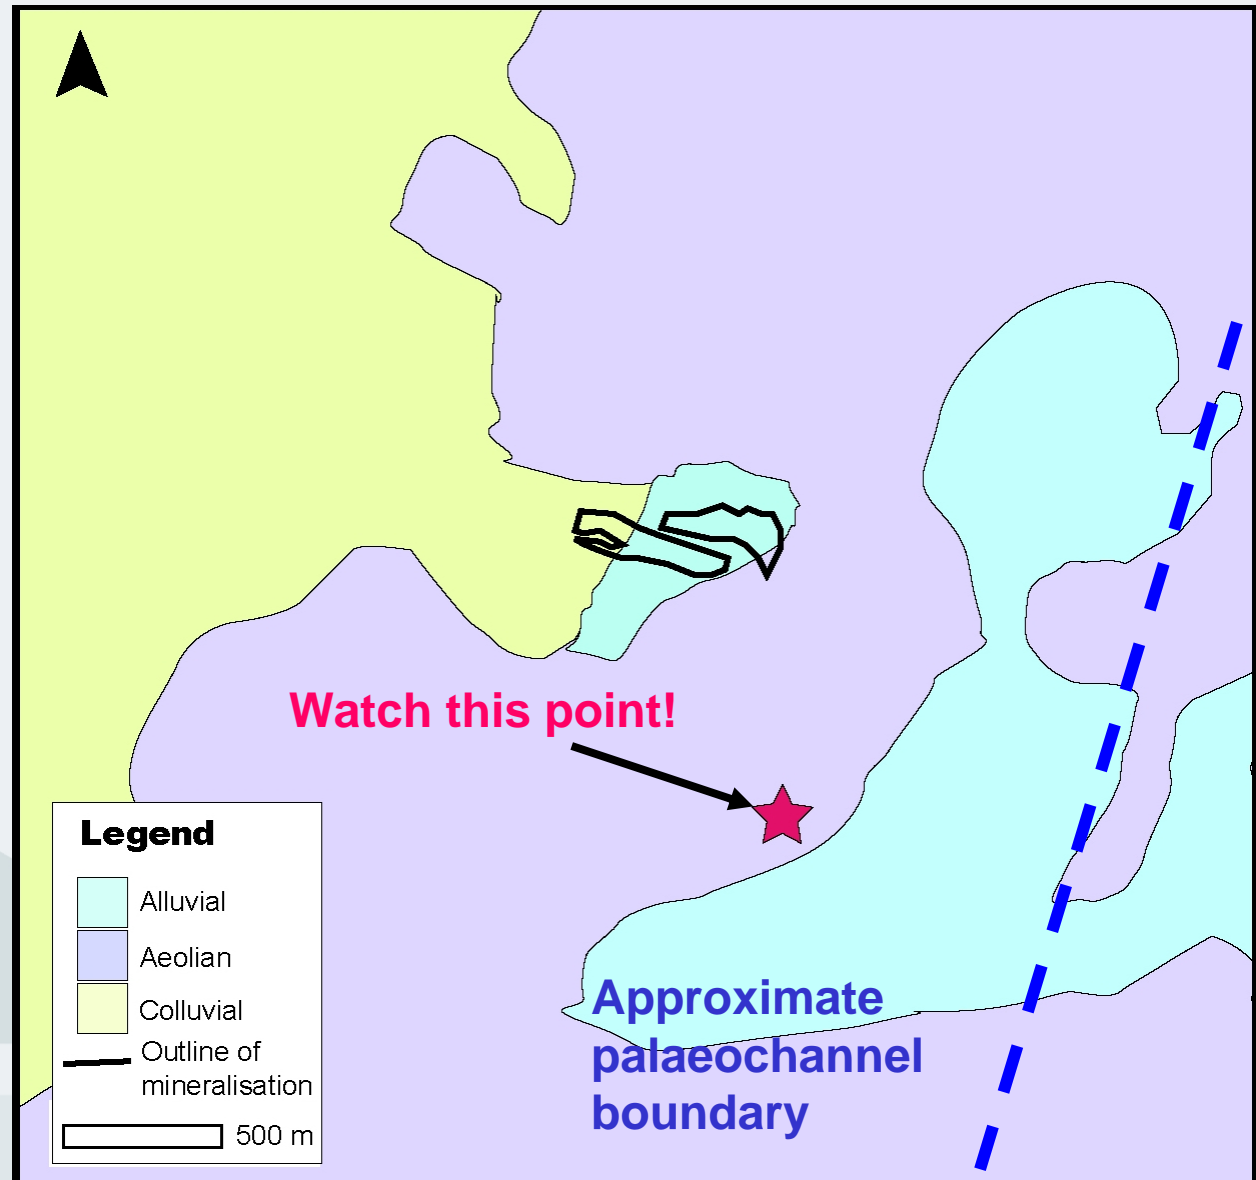 Watch this point!
Legend
Alluvial
Aeolian
Colluvial
Outline of
mineralisation
500 m
Approximate
palaeochannel
boundary